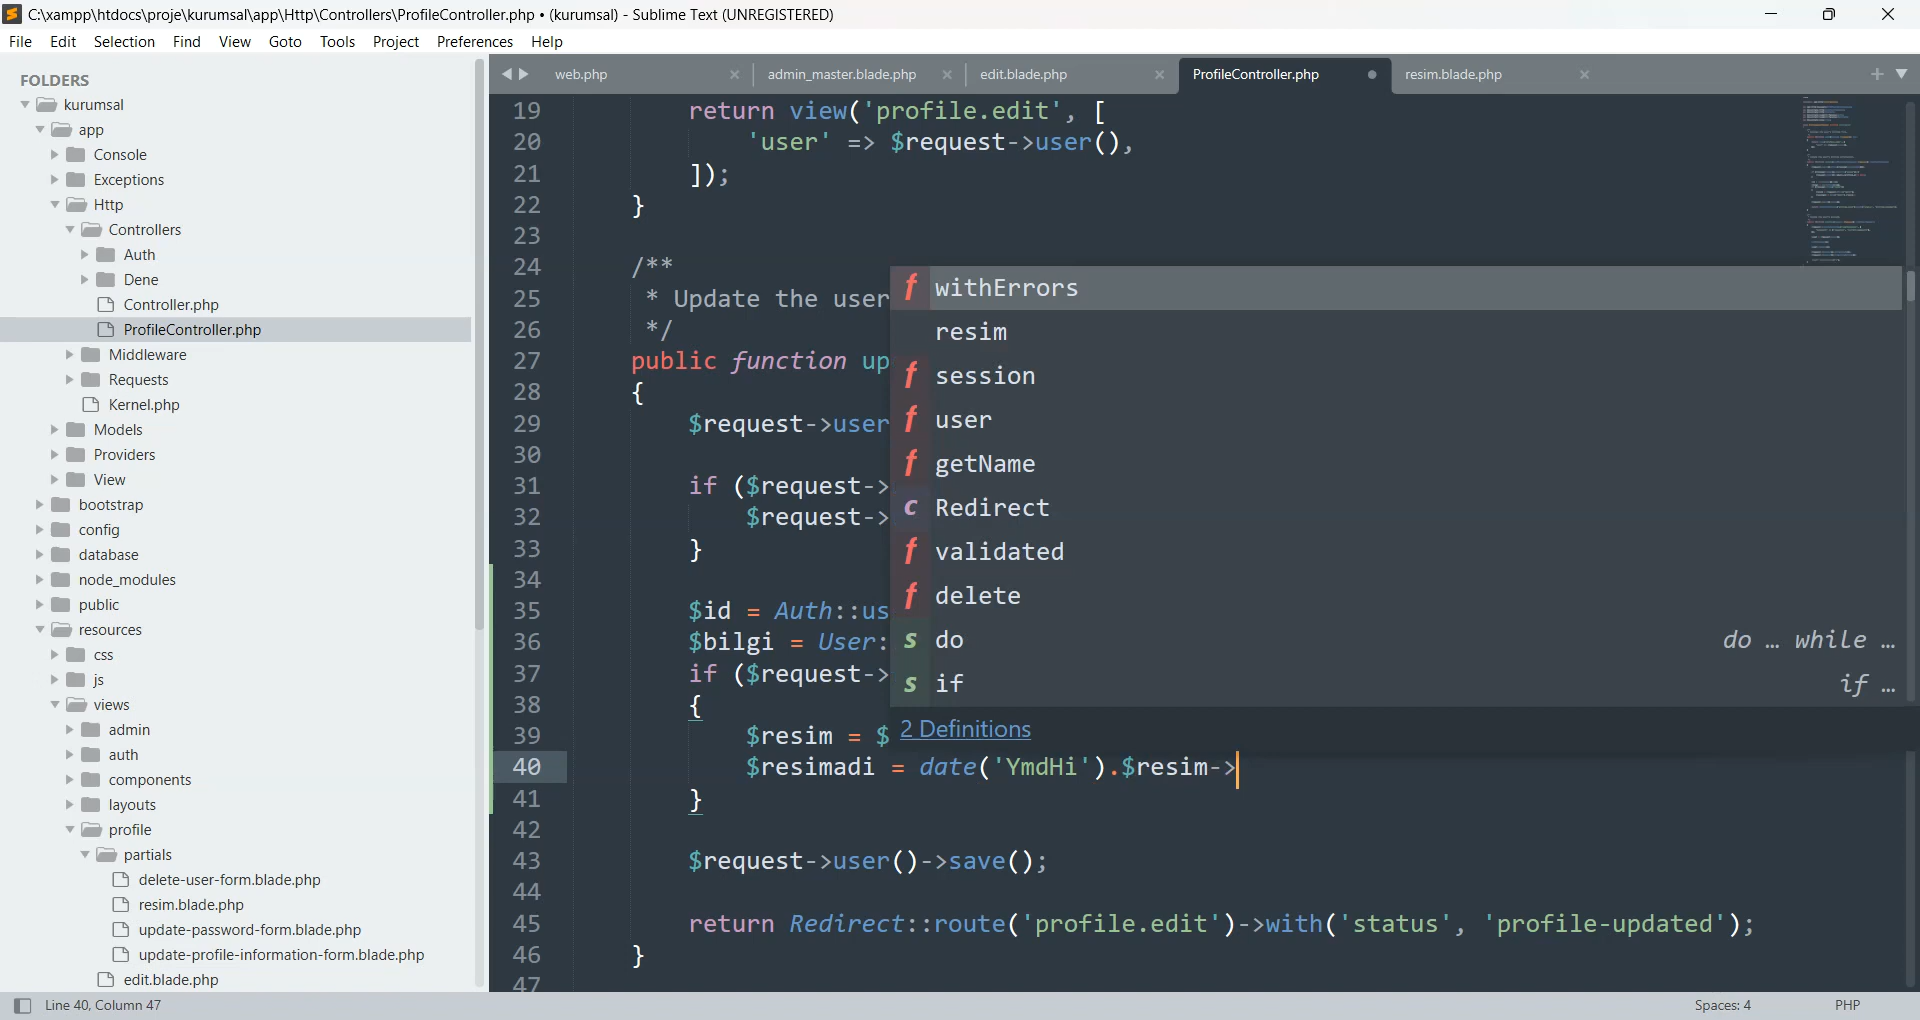 C:\xampp\htdocs\proje\kurumsal\app\Http\Controllers\ProfileController.php • (kurumsal) - Sublime Text (UNREGISTERED)
File Edit Selection Find View Goto Tools Project Preferences Help
FOLDERS
kurumsal
app
Console
Exceptions
Http
Controllers
Auth
Dene
Controller.php
ProfileController.php
Middleware
Requests
Kernel.php
Models
Providers
View
bootstrap
config
database
node_modules
public
resources
css
js
views
admin
auth
components
layouts
profile
partials
delete-user-form.blade.php
resim.blade.php
update-password-form.blade.php
update-profile-information-form.blade.php
edit.blade.php
web.php admin_master.blade.php edit.blade.php ProfileController.php resim.blade.php
19 return view('profile.edit', [
20 'user' => $request->user(),
21 ]);
22 }
23
24 /**
25 * Update the user
26 */
27 public function up
28 {
29 $request->user
30
31 if ($request->
32 $request->
33 }
34
35 $id = Auth::us
36 $bilgi = User:
37 if ($request->
38 {
39 $resim = $
40 $resimadi = date('YmdHi').$resim->
41 }
42
43 $request->user()->save();
44
45 return Redirect::route('profile.edit')->with('status', 'profile-updated');
46 }
47
f withErrors
resim
f session
f user
f getName
c Redirect
f validated
f delete
s do do … while …
s if if …
2 Definitions
Line 40, Column 47 Spaces: 4 PHP